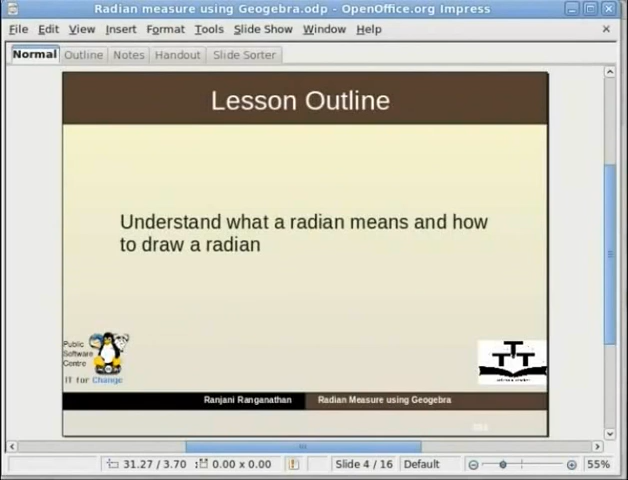 Radian measure using Geogebra.odp - OpenOffice.org Impress
File Edit View Insert Format Tools Slide Show Window Help
Normal Outline Notes Handout Slide Sorter
Lesson Outline
Understand what a radian means and how
to draw a radian
Public
Software
Centre
IT for Change
TTT
Ranjani Ranganathan Radian Measure using Geogebra
31.27 / 3.70 0.00 x 0.00 Slide 4 / 16 Default 55%